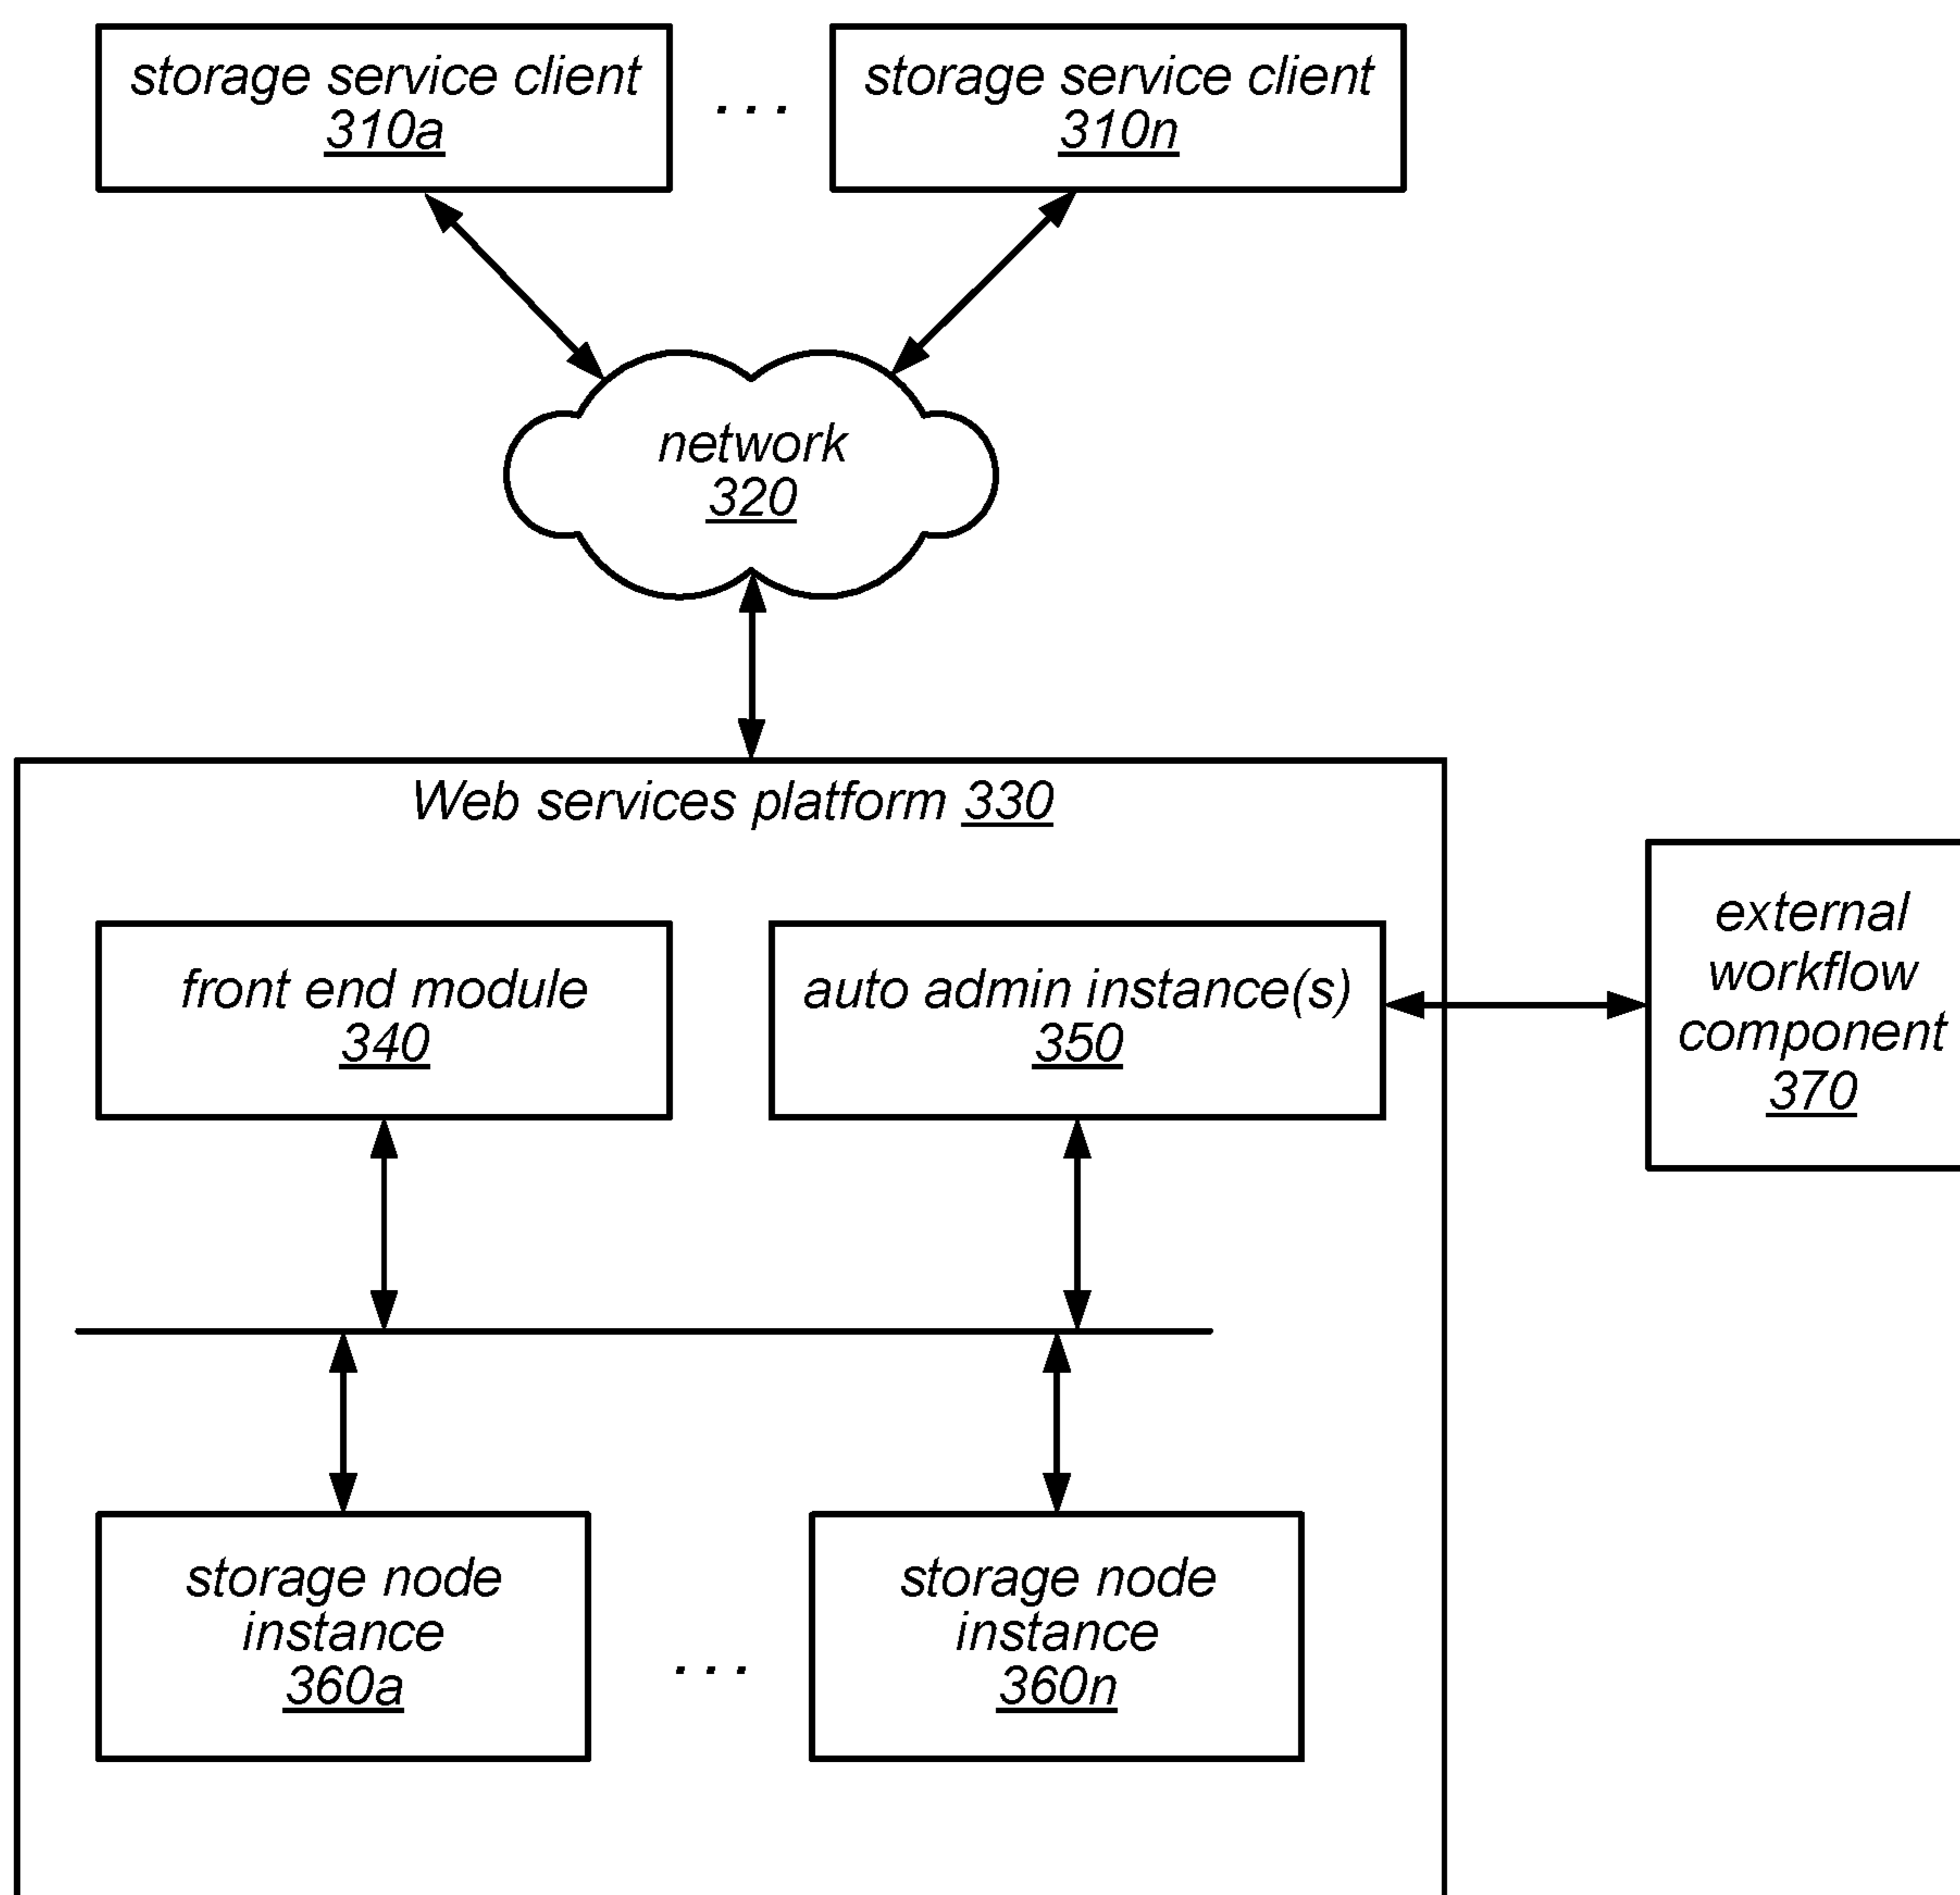 storage service client
310a
. . .
storage service client
310n
network
320
Web services platform 330
front end module
340
auto admin instance(s)
350
external
workflow
component
370
storage node
instance
360a
. . .
storage node
instance
360n